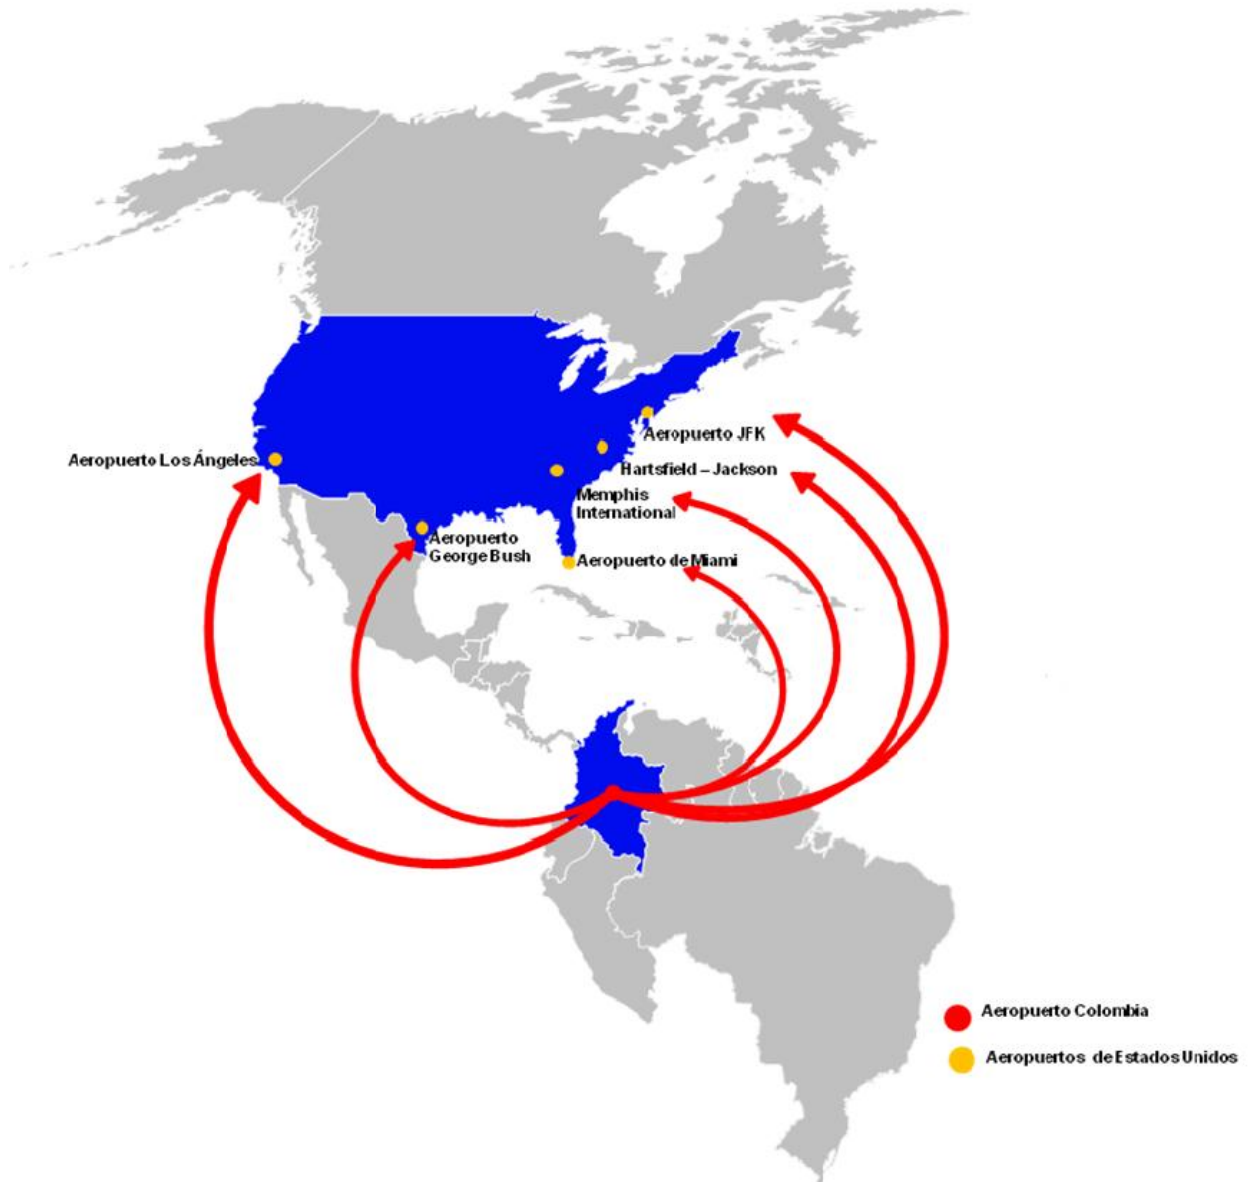 Aeropuerto JFK
Aeropuerto Los Ángeles
Hartsfield – Jackson
Memphis
International
Aeropuerto
George Bush
Aeropuerto de Miami
Aeropuerto Colombia
Aeropuertos de Estados Unidos